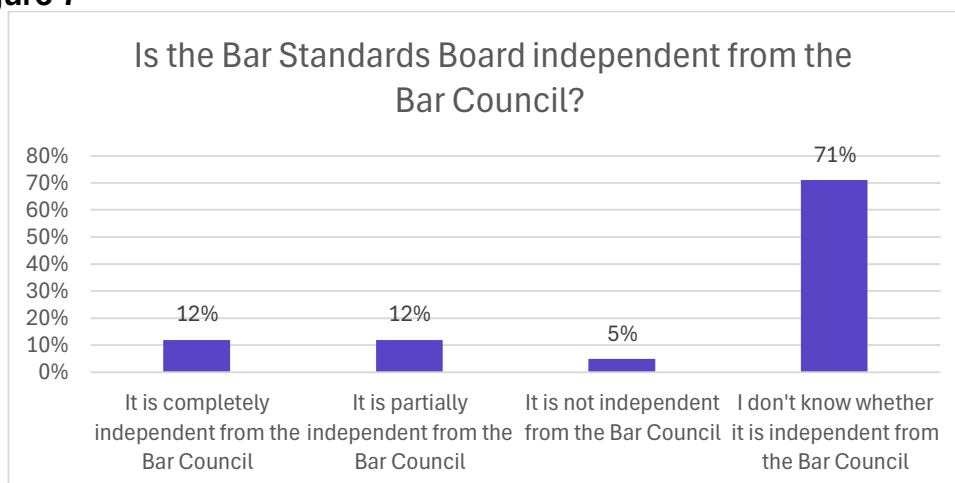 Is the Bar Standards Board independent from the
Bar Council?
80%
70%
60%
50%
40%
30%
20%
10%
0%
12%
12%
5%
71%
It is completely
independent from the
Bar Council
It is partially
independent from the
Bar Council
It is not independent
from the Bar Council
I don't know whether
it is independent from
the Bar Council